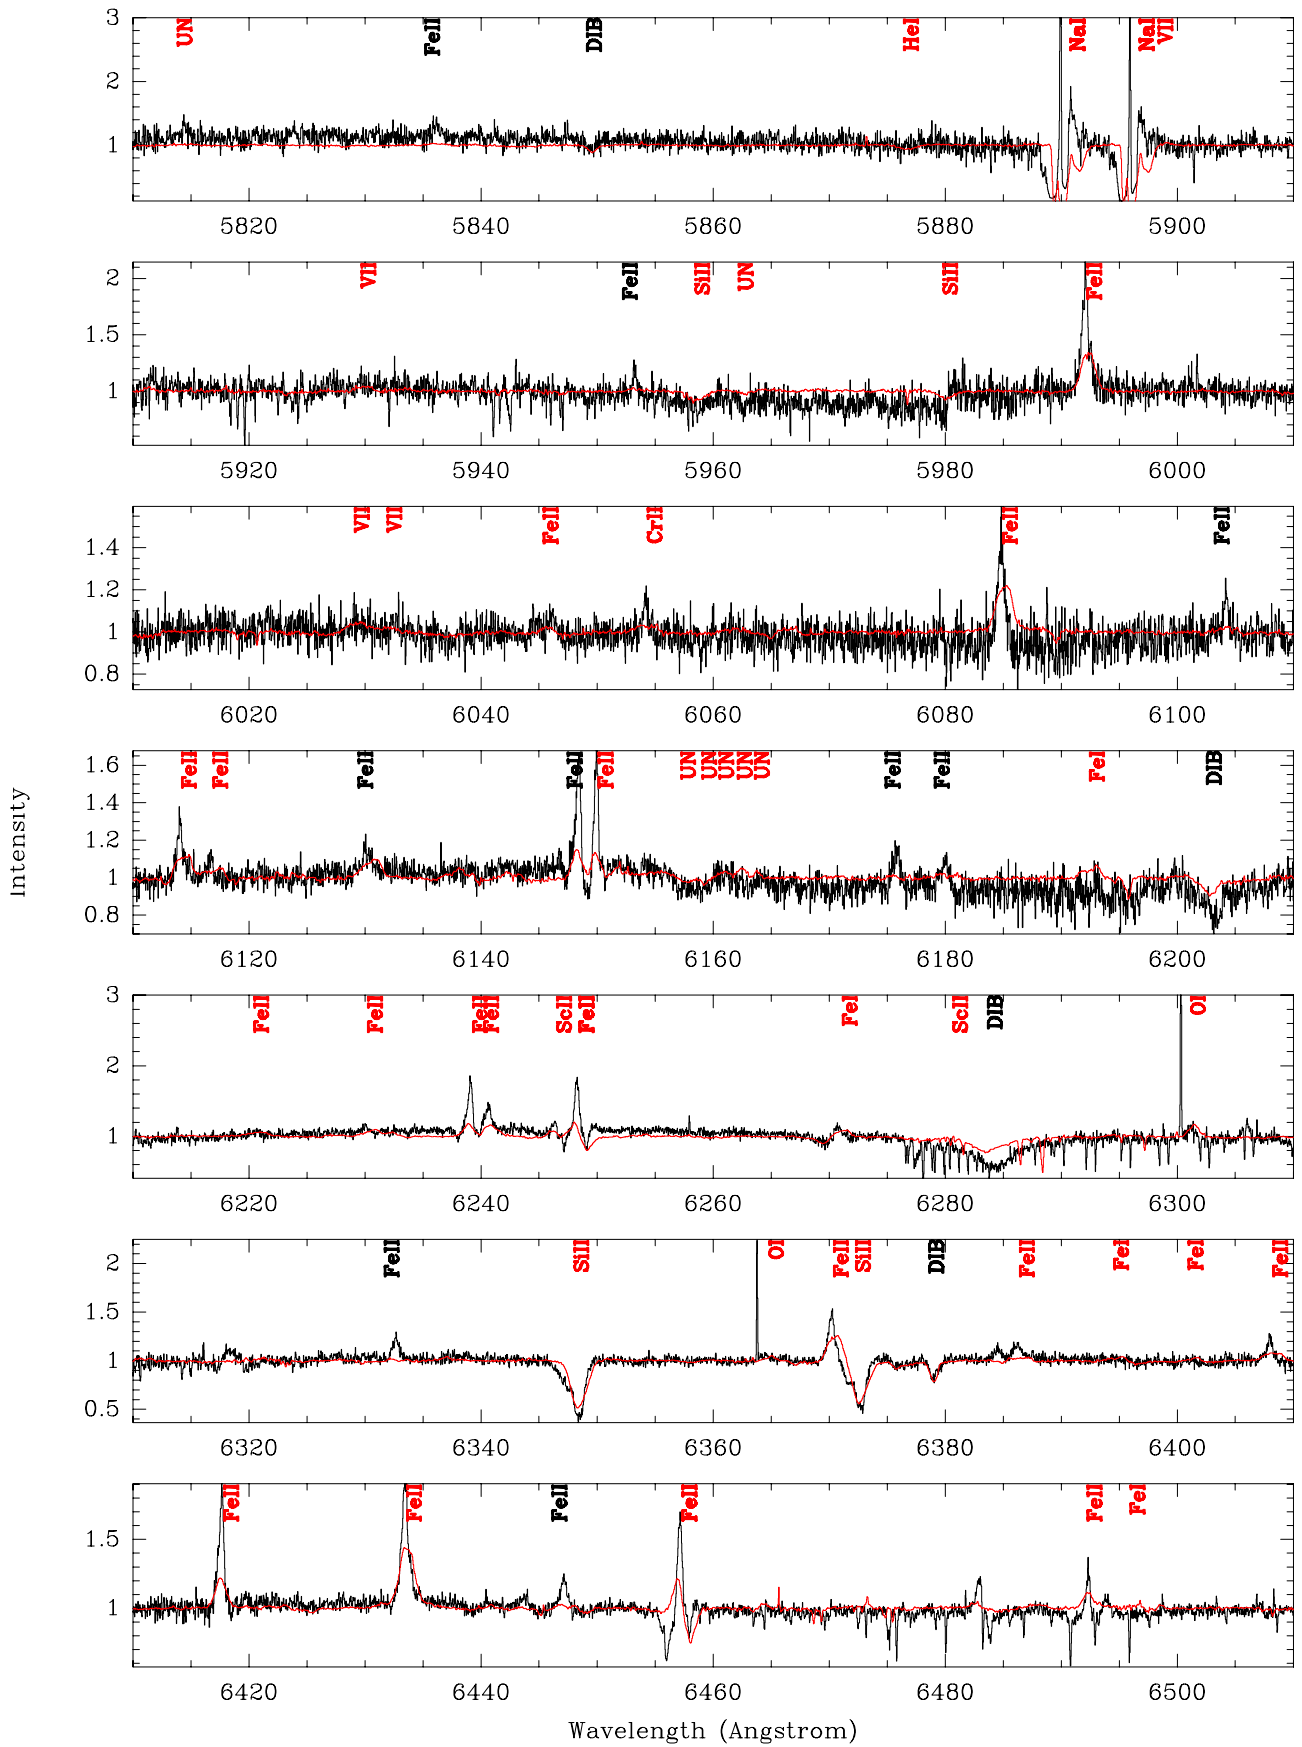 3
2
1
UN
FeII
DIB
HeI
NaI
NaI
VII
5820 5840 5860 5880 5900
2
1.5
1
VII
FeII
SiII
UN
SiII
FeII
5920 5940 5960 5980 6000
1.4
1.2
1
0.8
VII
VII
FeII
CrII
FeII
FeII
6020 6040 6060 6080 6100
Intensity
1.6
1.4
1.2
1
0.8
FeII
FeII
FeII
FeII
FeII
UN
UN
UN
UN
UN
FeII
FeII
FeI
DIB
6120 6140 6160 6180 6200
3
2
1
FeII
FeII
FeII
FeII
ScII
FeII
FeI
ScII
DIB
OI
6220 6240 6260 6280 6300
2
1.5
1
0.5
FeII
SiII
OI
FeII
SiII
DIB
FeII
FeI
FeI
FeII
6320 6340 6360 6380 6400
1.5
1
FeII
FeII
FeII
FeII
FeII
FeI
6420 6440 6460 6480 6500
Wavelength (Angstrom)